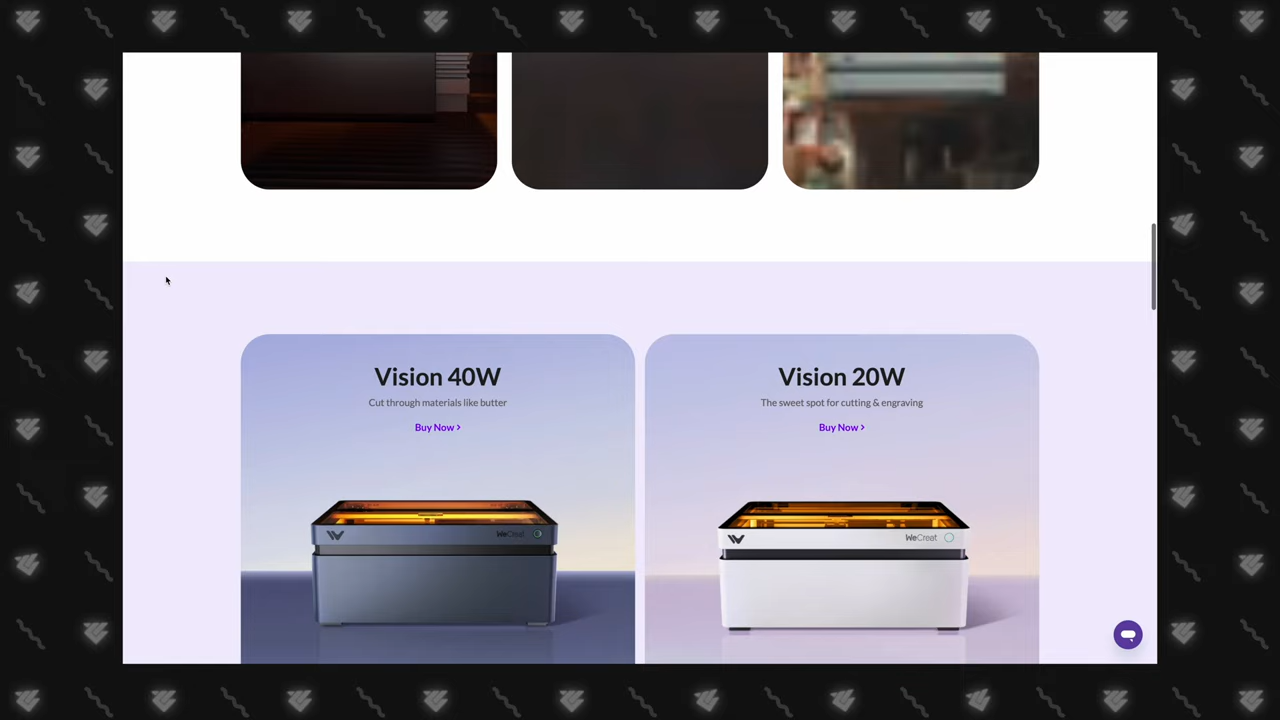 Vision 40W
Cut through materials like butter
Buy Now >
WeCreat
Vision 20W
The sweet spot for cutting & engraving
Buy Now >
WeCreat